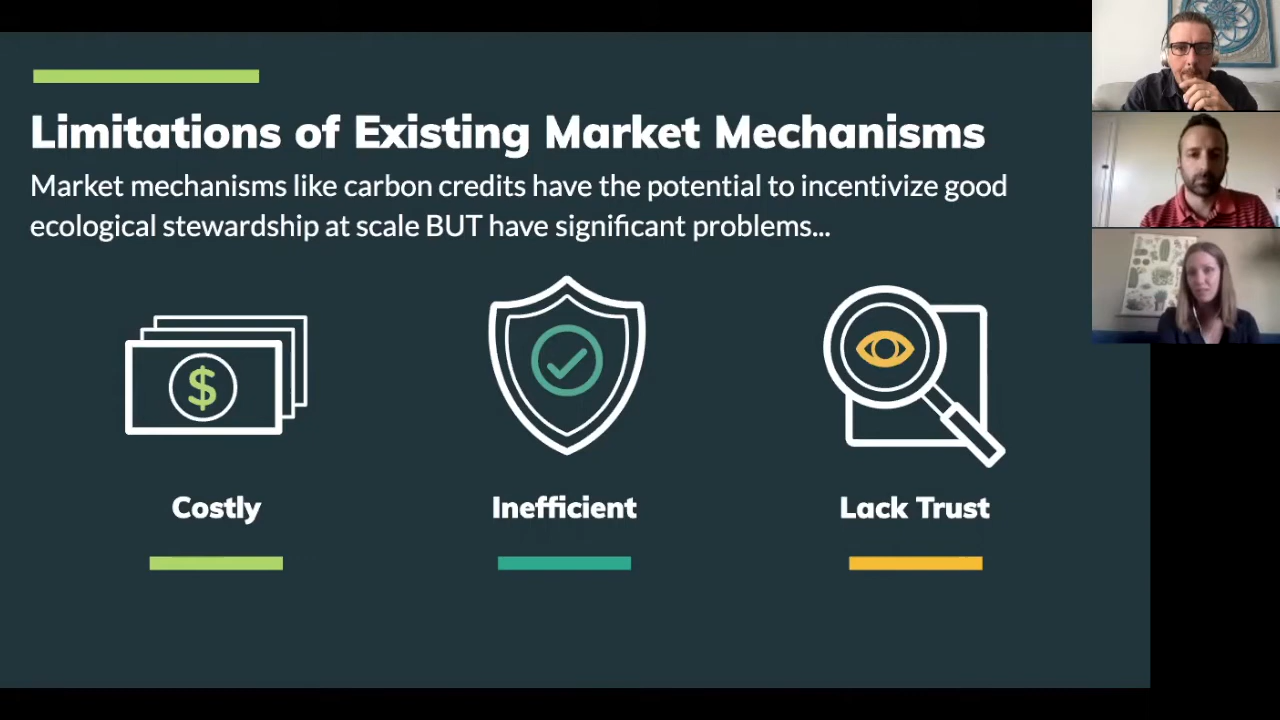 Limitations of Existing Market Mechanisms
Market mechanisms like carbon credits have the potential to incentivize good
ecological stewardship at scale BUT have significant problems...
$
Costly
Inefficient
Lack Trust